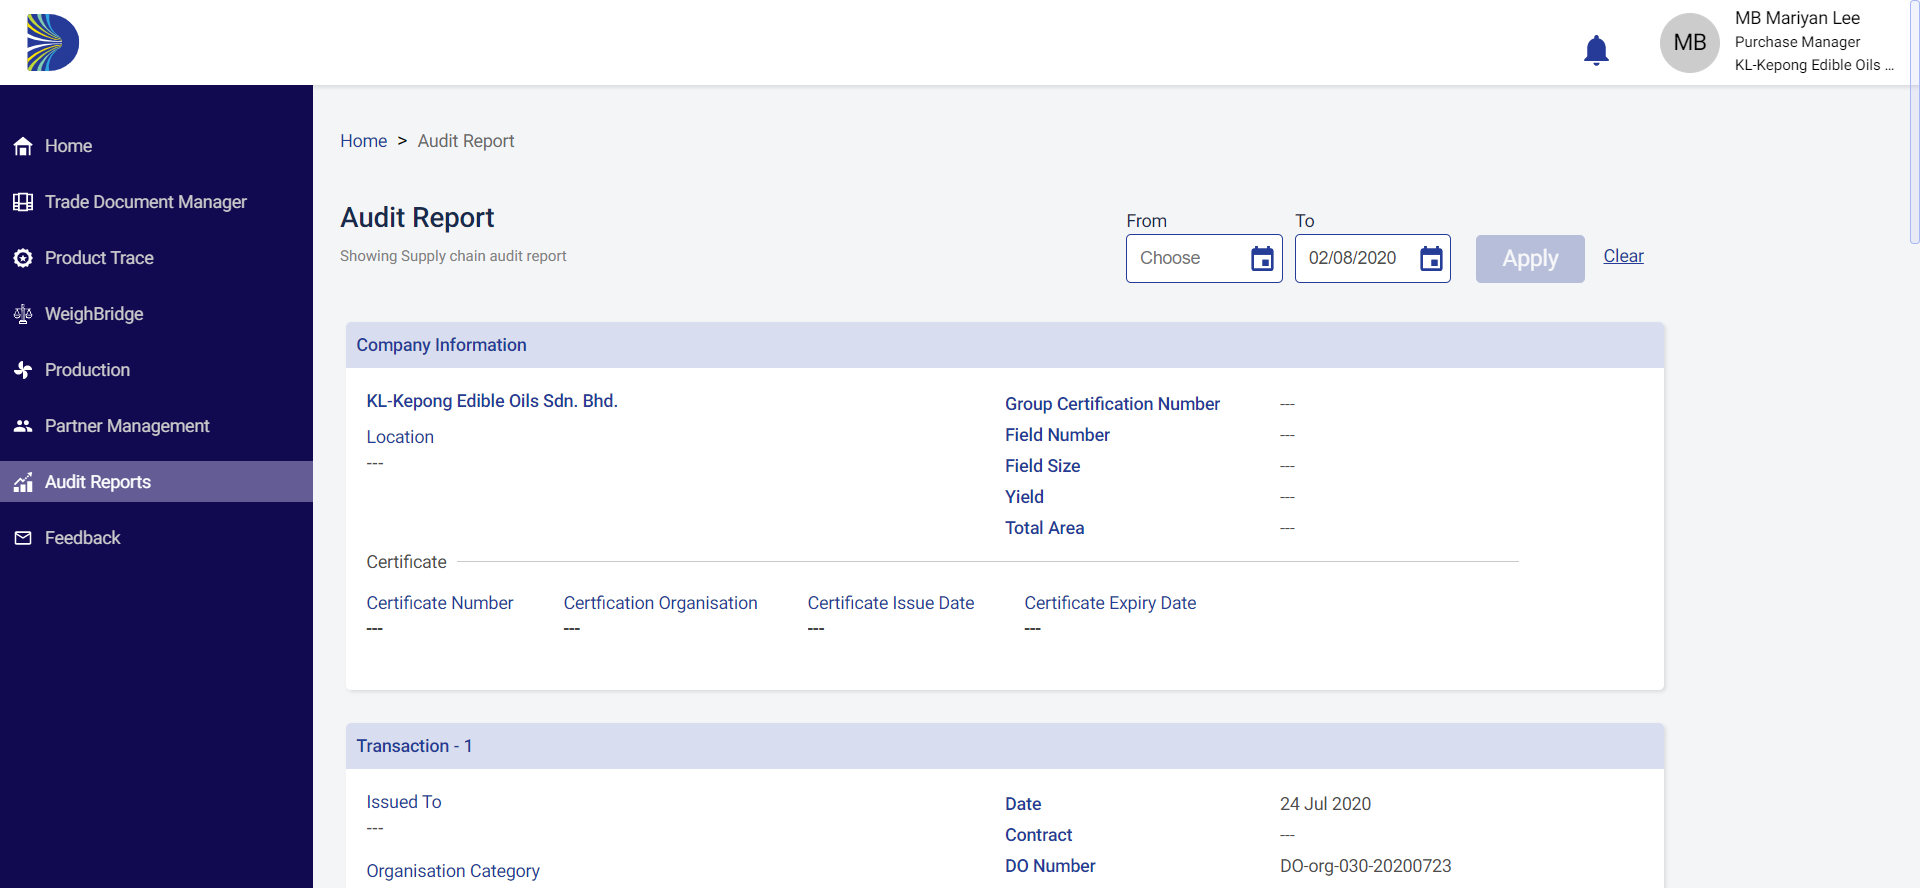 MB
MB Mariyan Lee
Purchase Manager
KL-Kepong Edible Oils ...
Home
Trade Document Manager
Product Trace
WeighBridge
Production
Partner Management
Audit Reports
Feedback
Home > Audit Report
Audit Report
Showing Supply chain audit report
From
Choose
To
02/08/2020
Apply
Clear
Company Information
KL-Kepong Edible Oils Sdn. Bhd.
Location
---
Group Certification Number ---
Field Number ---
Field Size ---
Yield ---
Total Area ---
Certificate
Certificate Number Certfication Organisation Certificate Issue Date Certificate Expiry Date
--- --- --- ---
Transaction - 1
Issued To
---
Organisation Category
Date 24 Jul 2020
Contract ---
DO Number DO-org-030-20200723